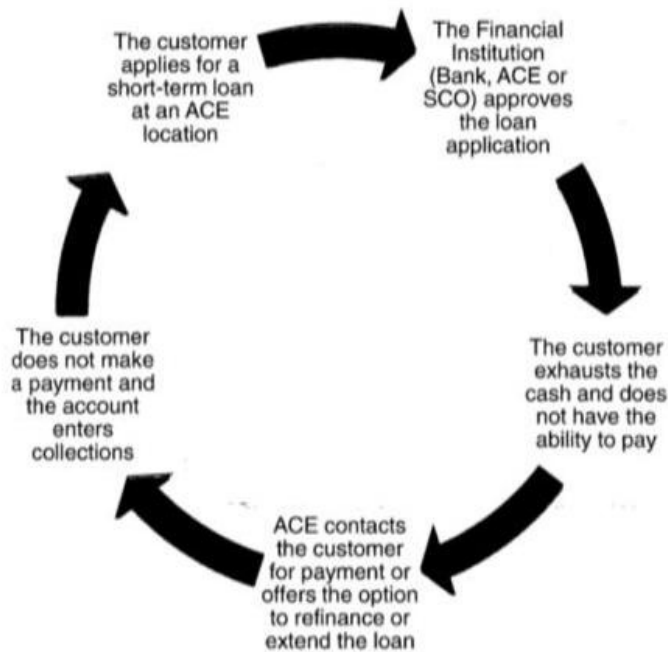 The customer
applies for a
short-term loan
at an ACE
location
The Financial
Institution
(Bank, ACE or
SCO) approves
the loan
application
The customer
exhausts the
cash and does
not have the
ability to pay
ACE contacts
the customer
for payment or
offers the option
to refinance or
extend the loan
The customer
does not make
a payment and
the account
enters
collections